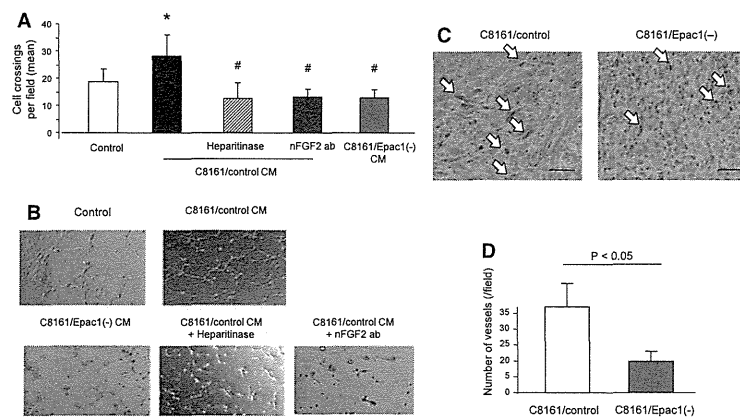 A
Cell crossings
per field (mean)
40
30
20
10
0
*
#
#
#
Control
Heparitinase
nFGF2 ab
C8161/Epac1(-)
CM
C8161/control CM
B
Control
C8161/control CM
C8161/Epac1(-) CM
C8161/control CM
+ Heparitinase
C8161/control CM
+ nFGF2 ab
C
C8161/control
C8161/Epac1(-)
D
P < 0.05
Number of vessels (/field)
35
25
20
15
10
5
0
C8161/control
C8161/Epac1(-)